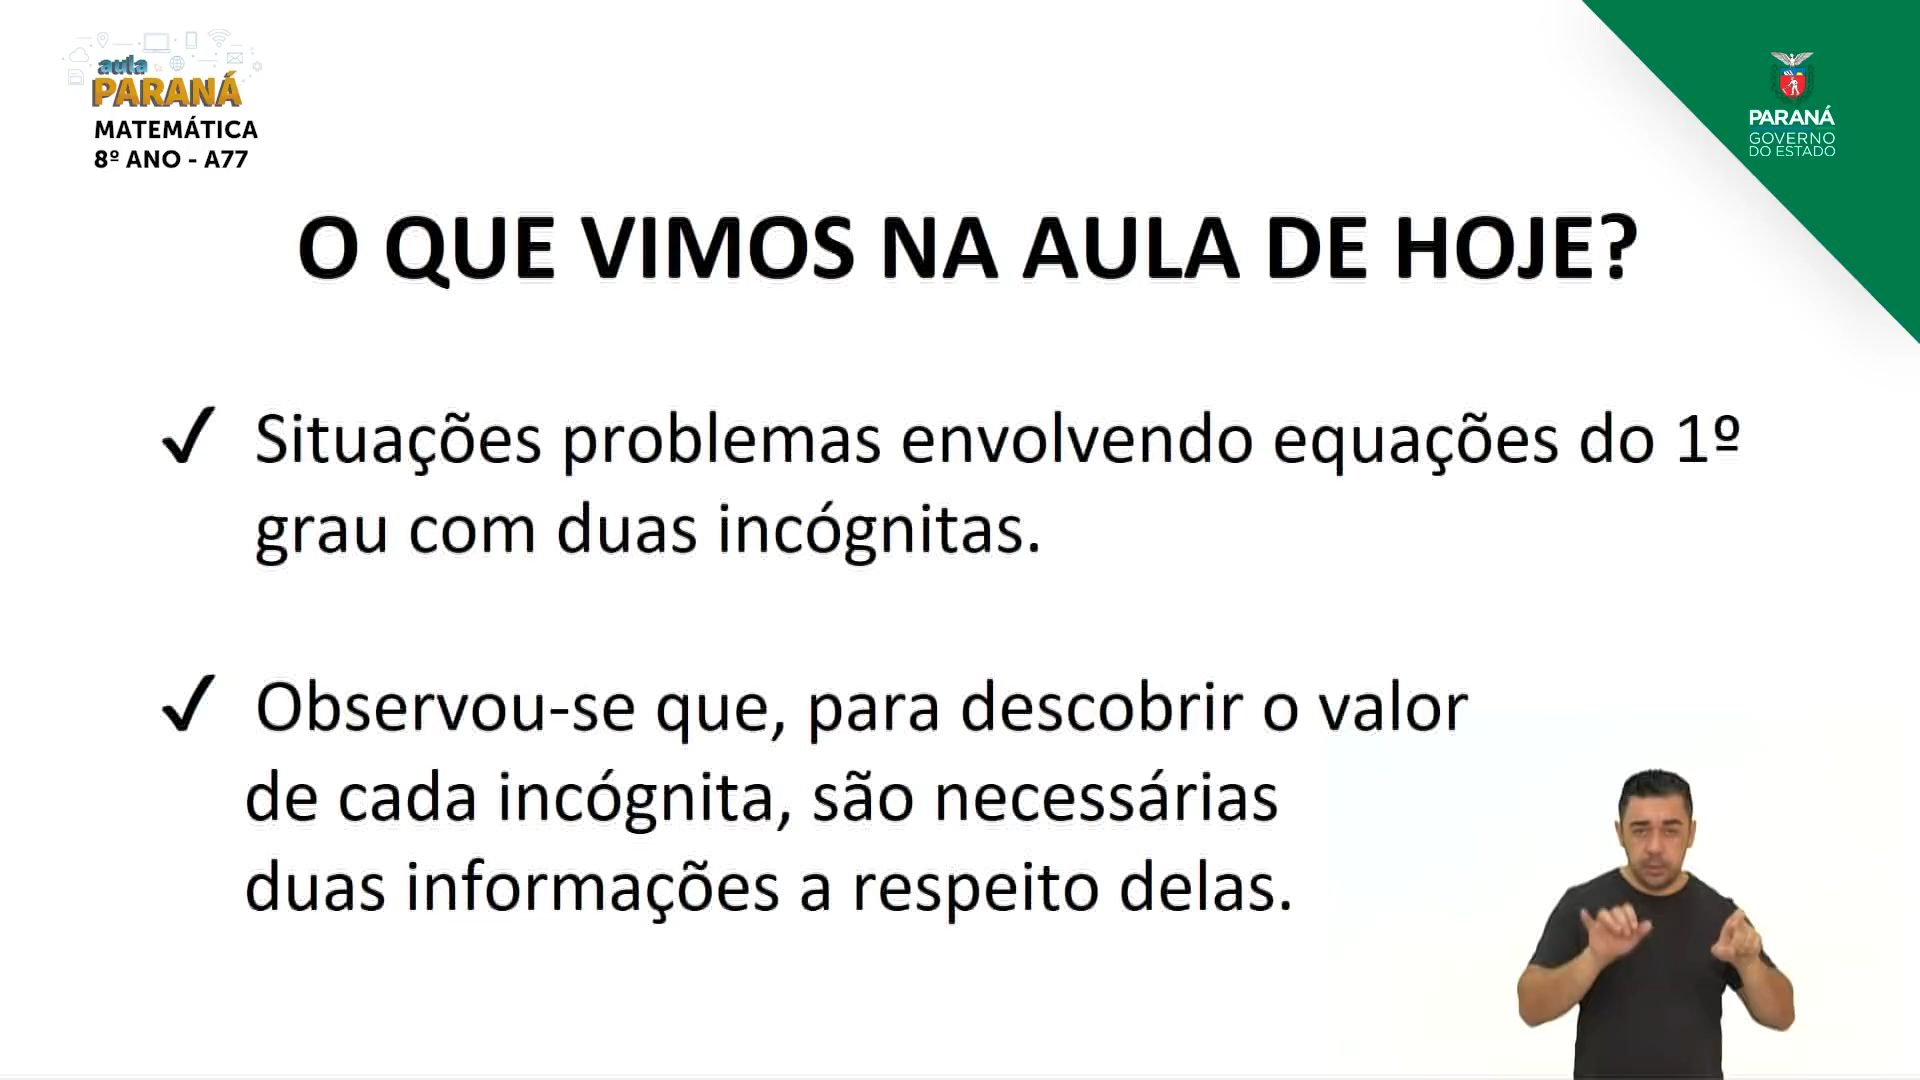 aula
PARANÁ
MATEMÁTICA
8º ANO - A77
PARANÁ
GOVERNO
DO ESTADO
O QUE VIMOS NA AULA DE HOJE?
✓ Situações problemas envolvendo equações do 1º
grau com duas incógnitas.
✓ Observou-se que, para descobrir o valor
de cada incógnita, são necessárias
duas informações a respeito delas.